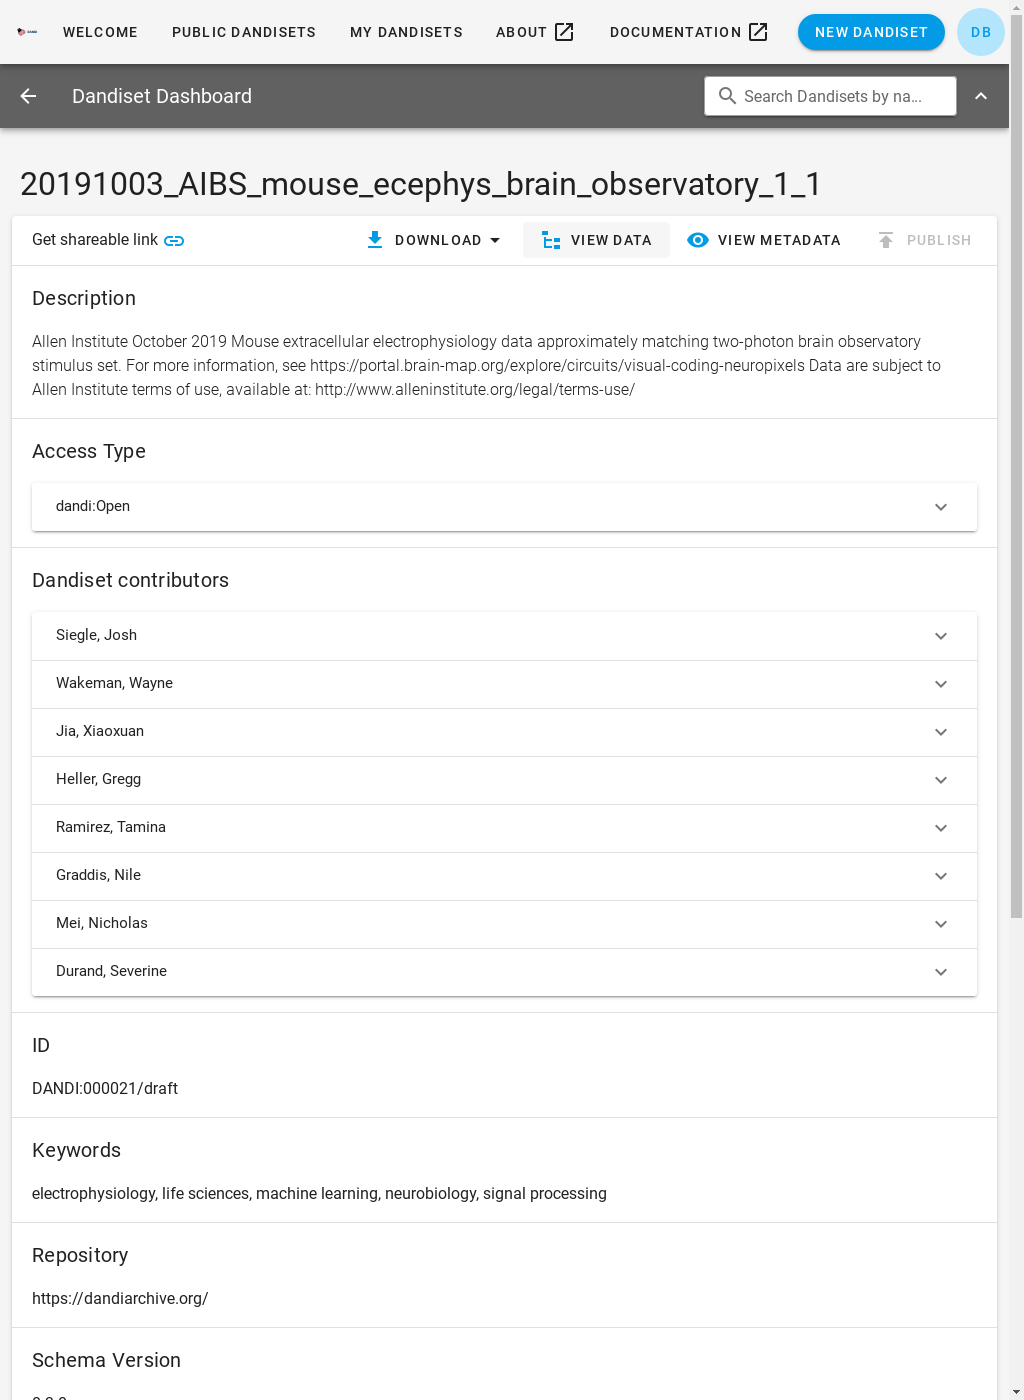 WELCOME PUBLIC DANDISETS MY DANDISETS ABOUT DOCUMENTATION NEW DANDISET DB
Dandiset Dashboard Search Dandisets by na...
20191003_AIBS_mouse_ecephys_brain_observatory_1_1
Get shareable link DOWNLOAD VIEW DATA VIEW METADATA PUBLISH
Description
Allen Institute October 2019 Mouse extracellular electrophysiology data approximately matching two-photon brain observatory
stimulus set. For more information, see https://portal.brain-map.org/explore/circuits/visual-coding-neuropixels Data are subject to
Allen Institute terms of use, available at: http://www.alleninstitute.org/legal/terms-use/
Access Type
dandi:Open
Dandiset contributors
Siegle, Josh
Wakeman, Wayne
Jia, Xiaoxuan
Heller, Gregg
Ramirez, Tamina
Graddis, Nile
Mei, Nicholas
Durand, Severine
ID
DANDI:000021/draft
Keywords
electrophysiology, life sciences, machine learning, neurobiology, signal processing
Repository
https://dandiarchive.org/
Schema Version